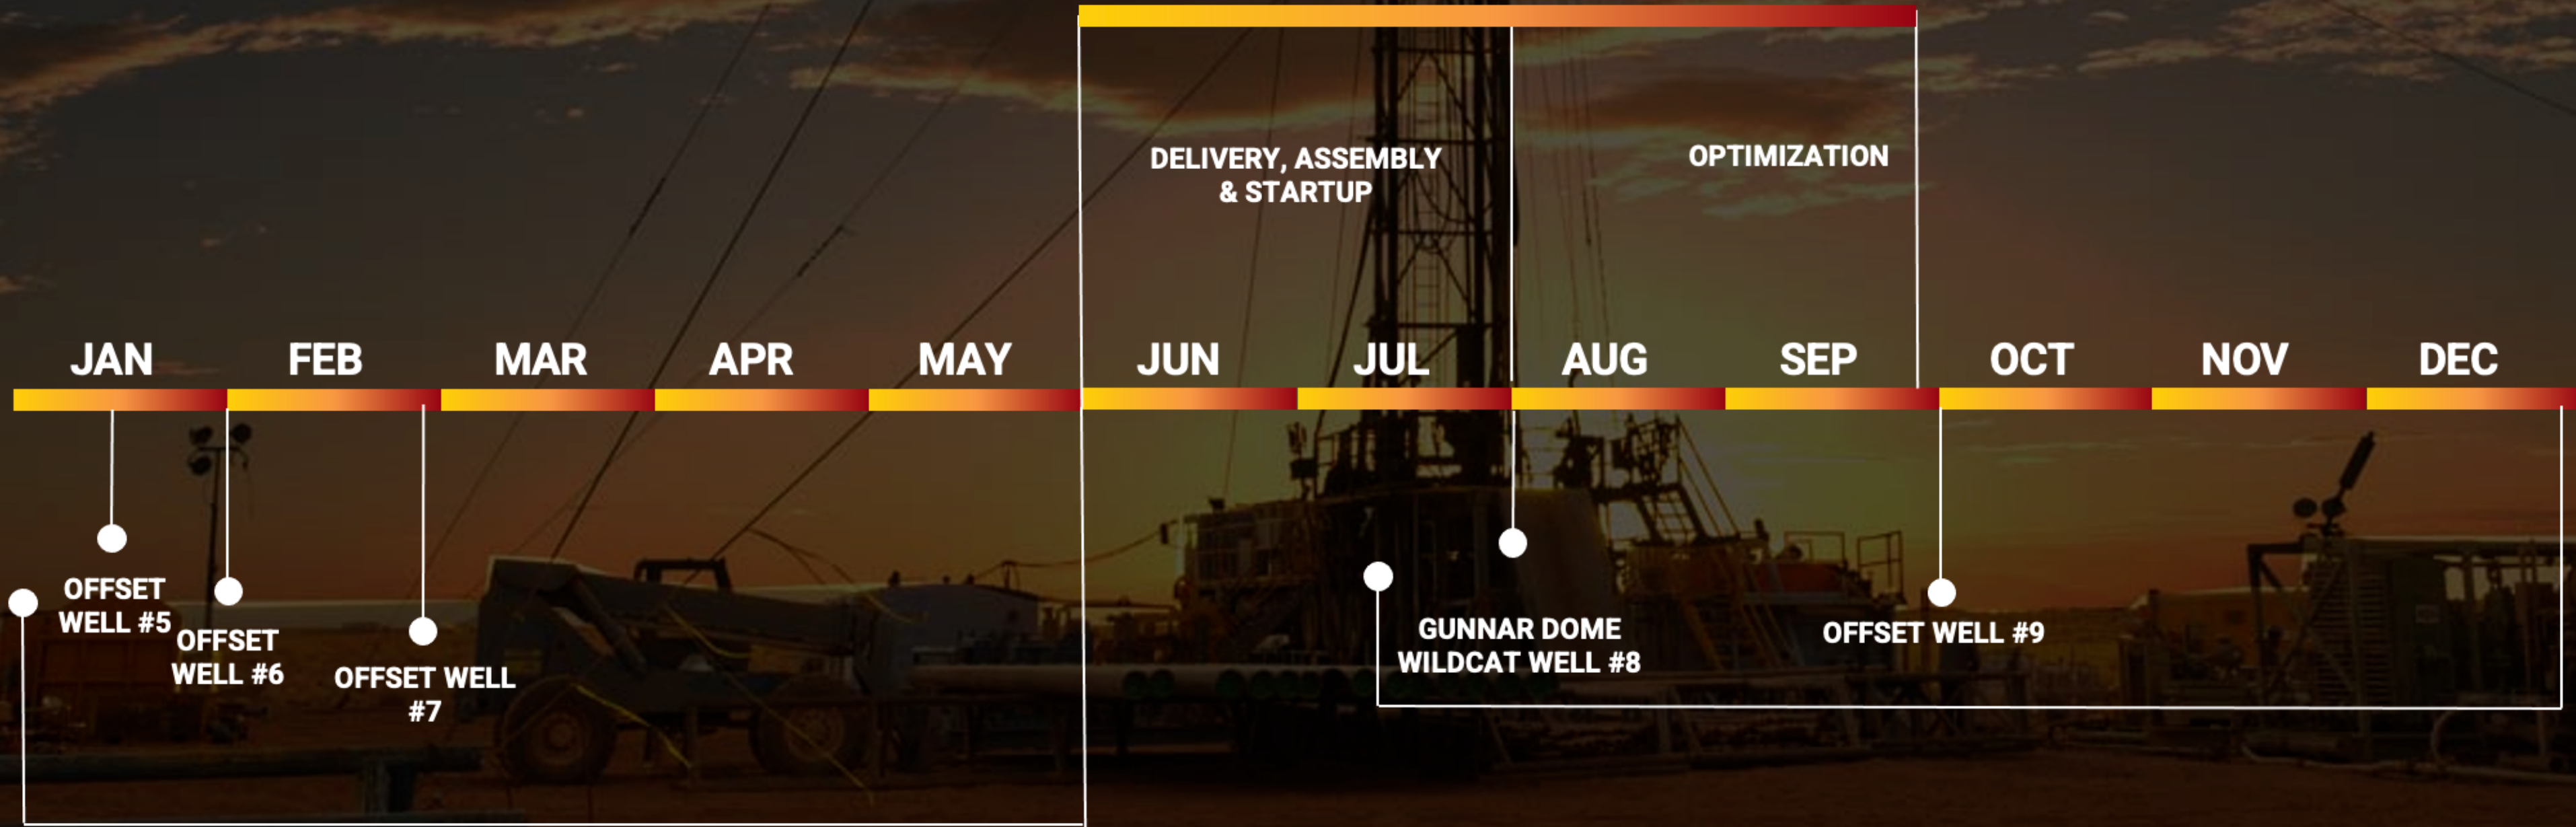 DELIVERY, ASSEMBLY
& STARTUP
OPTIMIZATION
JAN
FEB
MAR
APR
MAY
JUN
JUL
AUG
SEP
OCT
NOV
DEC
OFFSET
WELL #5
OFFSET
WELL #6
OFFSET WELL
#7
GUNNAR DOME
WILDCAT WELL #8
OFFSET WELL #9